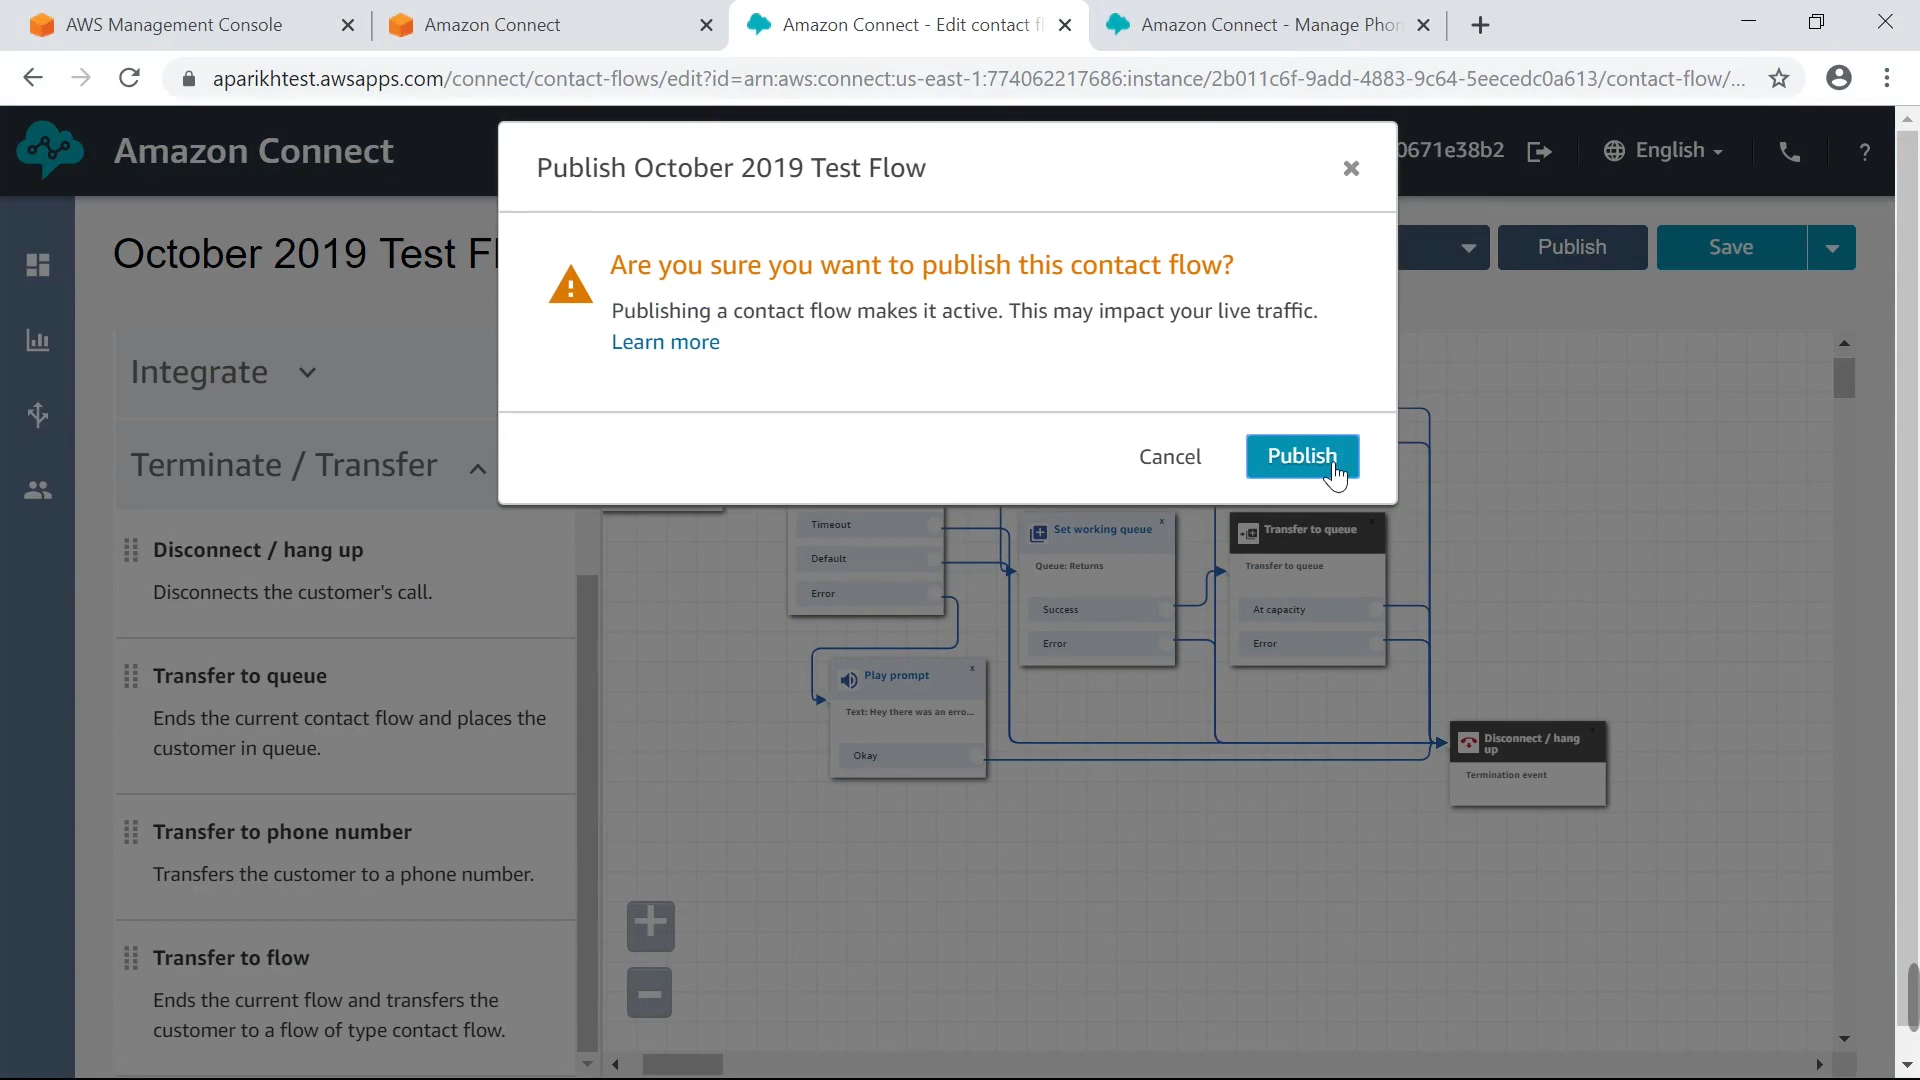 AWS Management Console
Amazon Connect
Amazon Connect - Edit contact fl
Amazon Connect - Manage Phon
aparikhtest.awsapps.com/connect/contact-flows/edit?id=arn:aws:connect:us-east-1:774062217686:instance/2b011c6f-9add-4883-9c64-5eecedc0a613/contact-flow/...
Amazon Connect
0671e38b2
English
?
Publish October 2019 Test Flow
Are you sure you want to publish this contact flow?
Publishing a contact flow makes it active. This may impact your live traffic.
Learn more
Cancel
Publish
October 2019 Test Fl
Publish
Save
Integrate
Terminate / Transfer
Disconnect / hang up
Disconnects the customer's call.
Transfer to queue
Ends the current contact flow and places the
customer in queue.
Transfer to phone number
Transfers the customer to a phone number.
Transfer to flow
Ends the current flow and transfers the
customer to a flow of type contact flow.
Timeout
Default
Error
Set working queue
Queue: Returns
Success
Error
Transfer to queue
Transfer to queue
At capacity
Error
Play prompt
Text: Hey there was an erro...
Okay
Disconnect / hang
up
Termination event